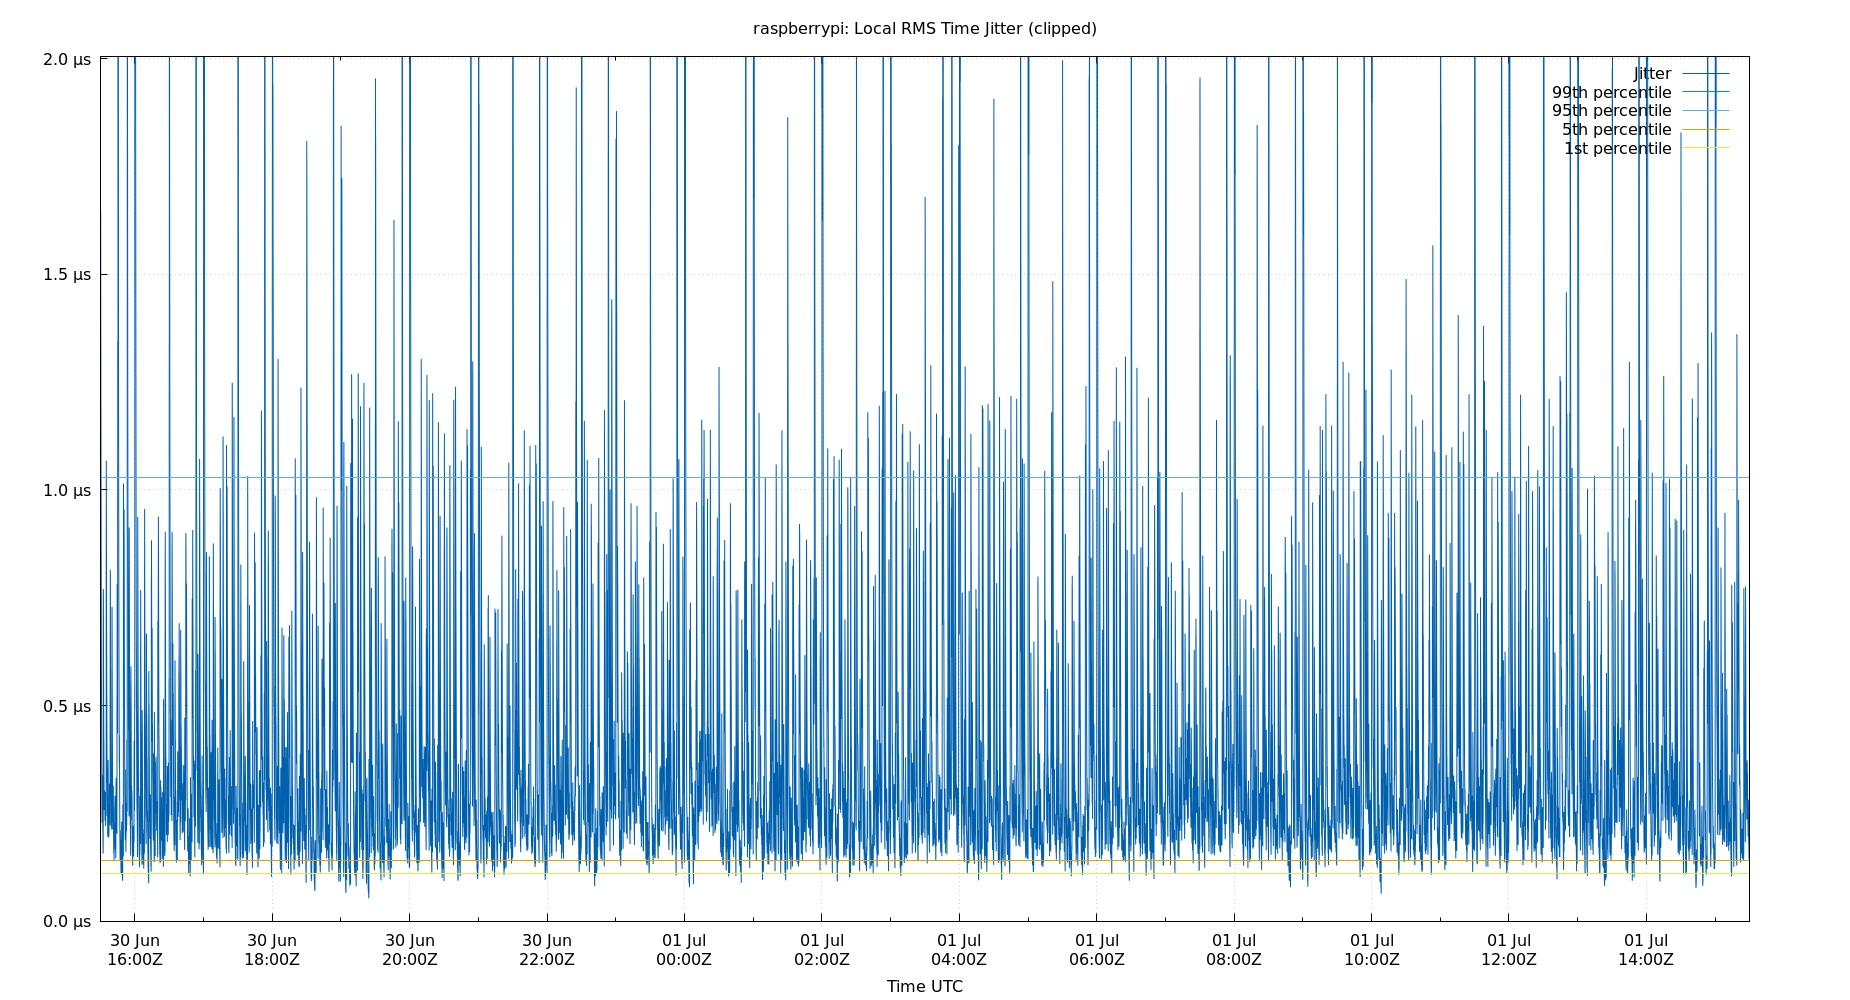 raspberrypi: Local RMS Time Jitter (clipped)
2.0 µs
1.5 µs
1.0 µs
0.5 µs
0.0 µs
Jitter
99th percentile
95th percentile
5th percentile
1st percentile
30 Jun 30 Jun 30 Jun 30 Jun 01 Jul 01 Jul 01 Jul 01 Jul 01 Jul 01 Jul 01 Jul 01 Jul
16:00Z 18:00Z 20:00Z 22:00Z 00:00Z 02:00Z 04:00Z 06:00Z 08:00Z 10:00Z 12:00Z 14:00Z
Time UTC